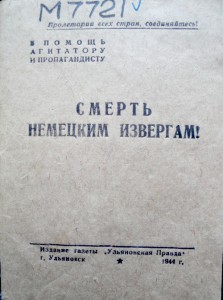 М7721 √
Пролетарии всех стран, соединяйтесь!
В ПОМОЩЬ
АГИТАТОРУ
И ПРОПАГАНДИСТУ
СМЕРТЬ
НЕМЕЦКИМ ИЗВЕРГАМ!
Издание газеты „Ульяновская Правда"
г. Ульяновск ★ 1944 г.